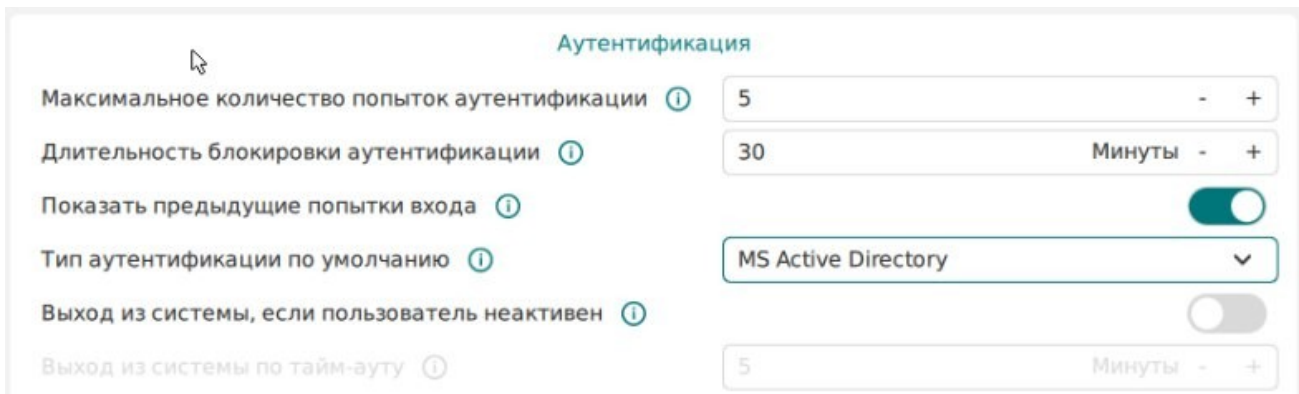 Аутентификация
Максимальное количество попыток аутентификации 5 - +
Длительность блокировки аутентификации 30 Минуты - +
Показать предыдущие попытки входа
Тип аутентификации по умолчанию MS Active Directory
Выход из системы, если пользователь неактивен
Выход из системы по тайм-ауту 5 Минуты - +